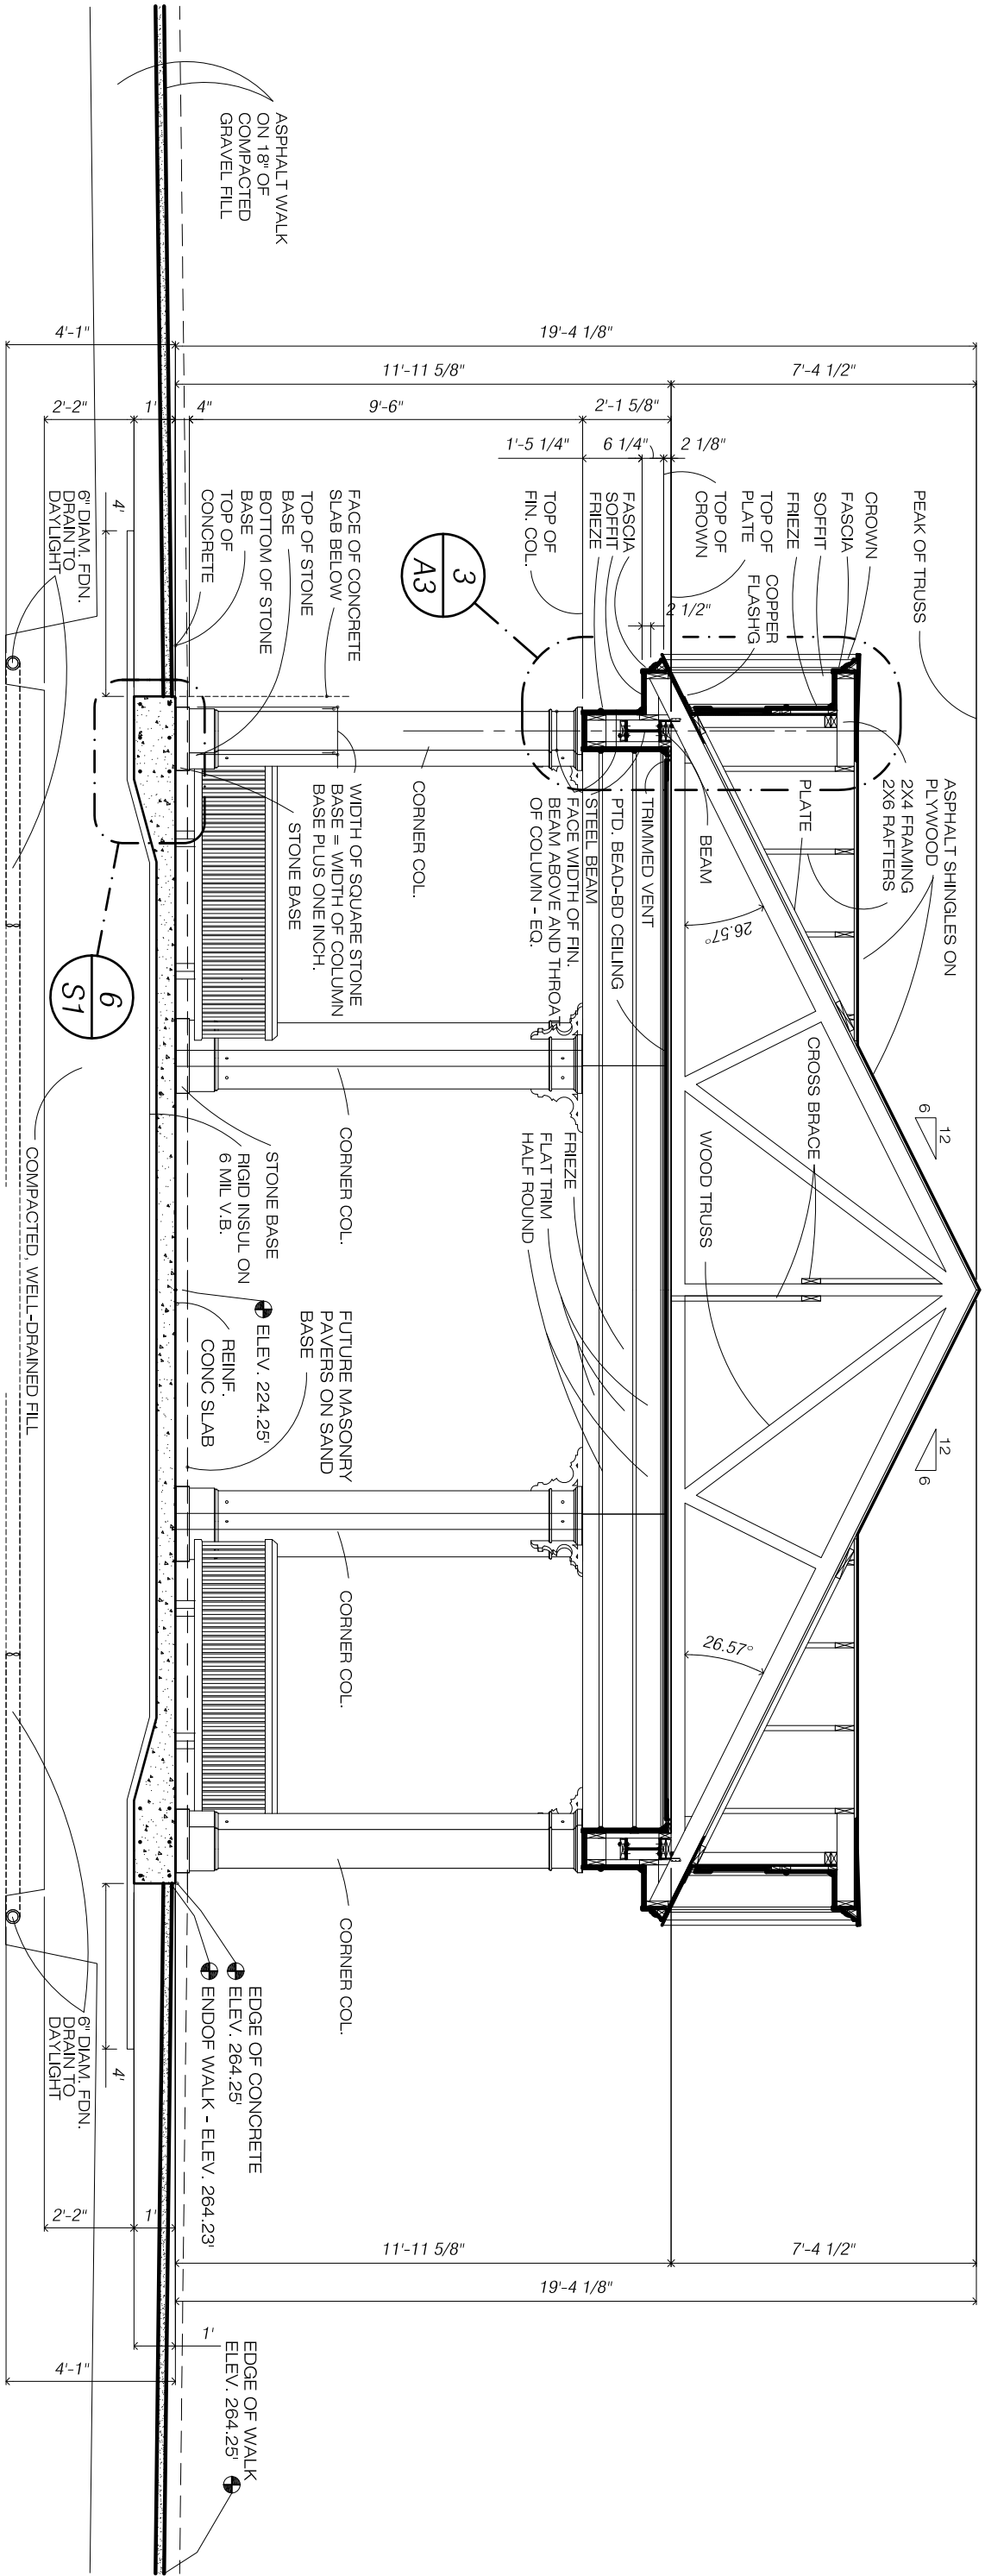 PEAK OF TRUSS
CROWN
FASCIA
SOFFIT
FRIEZE
TOP OF
PLATE
TOP OF
CROWN
COPPER
FLASH'G
FASCIA
SOFFIT
FRIEZE
TOP OF
FIN. COL.
3
A3
FACE OF CONCRETE
SLAB BELOW
TOP OF STONE
BASE
BOTTOM OF STONE
BASE
TOP OF
CONCRETE
6" DIAM. FDN.
DRAIN TO
DAYLIGHT
ASPHALT WALK
ON 18" OF
COMPACTED
GRAVEL FILL
19'-4 1/8"
7'-4 1/2"
11'-11 5/8"
2'-1 5/8"
9'-6"
4"
1'
2'-2"
4'-1"
2 1/8"
6 1/4"
1'-5 1/4"
2 1/2"
4'
ASPHALT SHINGLES ON
PLYWOOD
2X4 FRAMING
2X6 RAFTERS
PLATE
BEAM
TRIMMED VENT
PTD. BEAD-BD CEILING
STEEL BEAM
FACE WIDTH OF FIN.
BEAM ABOVE AND THROAT
OF COLUMN - EQ.
CORNER COL.
WIDTH OF SQUARE STONE
BASE = WIDTH OF COLUMN
BASE PLUS ONE INCH.
STONE BASE
6
S1
26.57°
CROSS BRACE
WOOD TRUSS
12
6
FRIEZE
FLAT TRIM
HALF ROUND
CORNER COL.
STONE BASE
RIGID INSUL ON
6 MIL V.B.
COMPACTED, WELL-DRAINED FILL
ELEV. 224.25'
REINF.
CONC SLAB
FUTURE MASONRY
PAVERS ON SAND
BASE
12
6
26.57°
CORNER COL.
CORNER COL.
EDGE OF CONCRETE
ELEV. 264.25'
ENDOF WALK - ELEV. 264.23'
6" DIAM. FDN.
DRAIN TO
DAYLIGHT
4'
7'-4 1/2"
11'-11 5/8"
19'-4 1/8"
1'
2'-2"
1'
4'-1"
EDGE OF WALK
ELEV. 264.25'